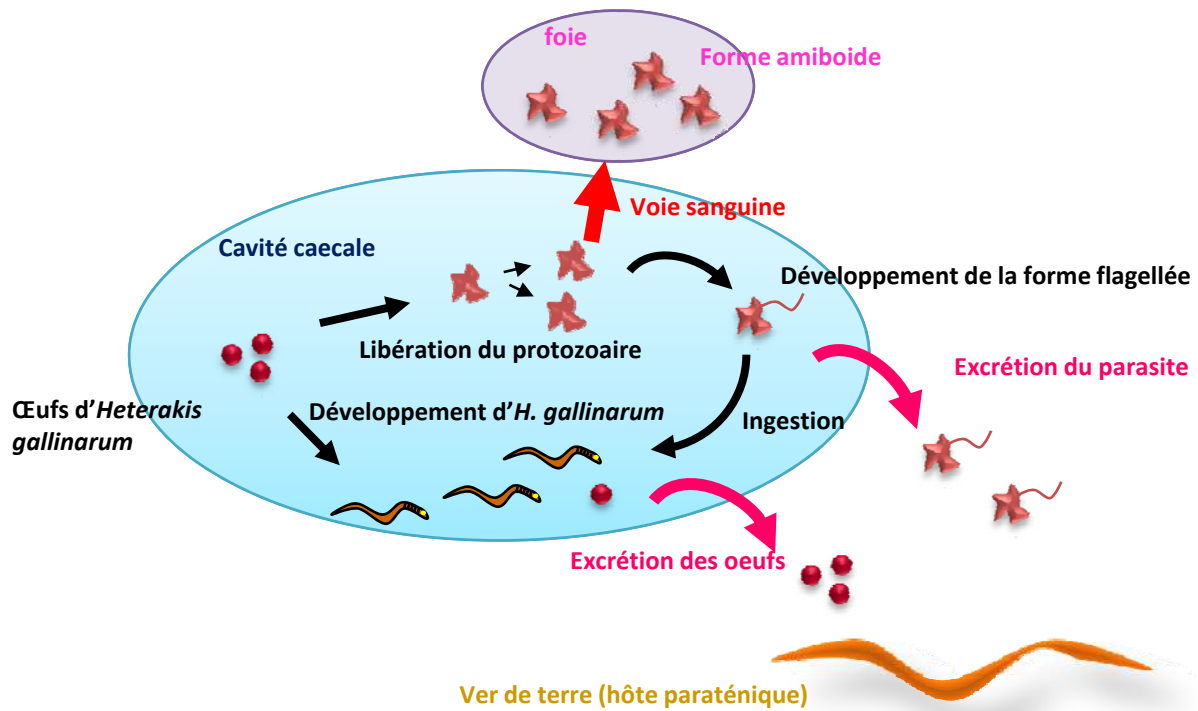 foie
Forme amiboide
Voie sanguine
Cavité caecale
Développement de la forme flagellée
Libération du protozoaire
Excrétion du parasite
Œufs d'Heterakis
gallinarum
Développement d'H. gallinarum
Ingestion
Excrétion des oeufs
Ver de terre (hôte paraténique)